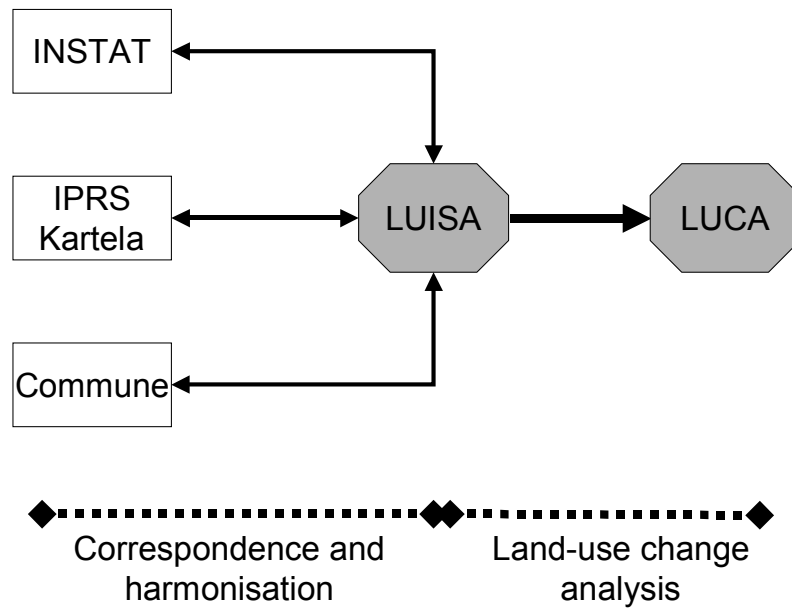 INSTAT
IPRS
Kartela
LUISA
LUCA
Commune
Correspondence and
harmonisation
Land-use change
analysis